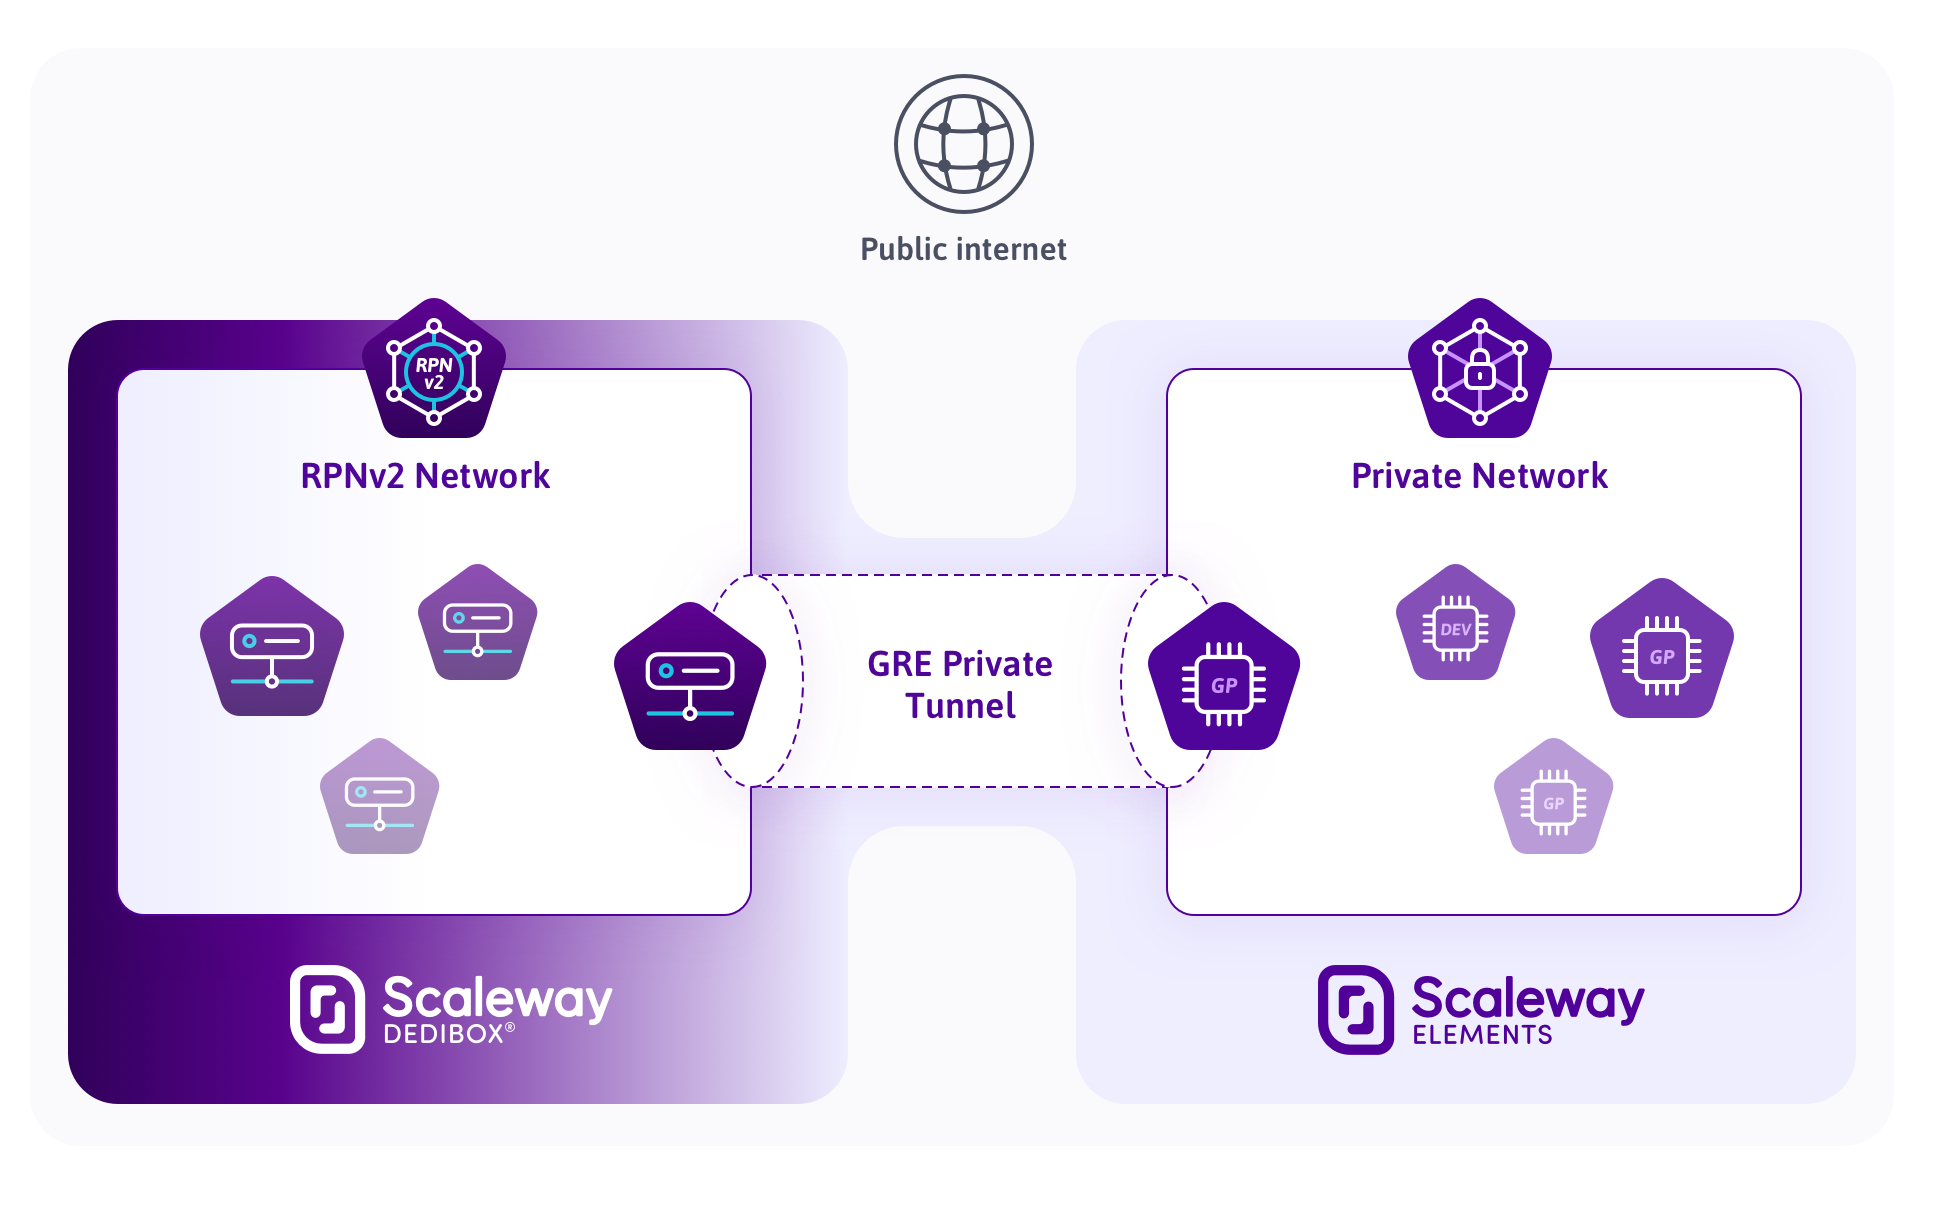 Public internet
RPN
v2
RPNv2 Network
Private Network
GRE Private
Tunnel
GP
DEV
GP
GP
Scaleway
DEDIBOX®
Scaleway
ELEMENTS